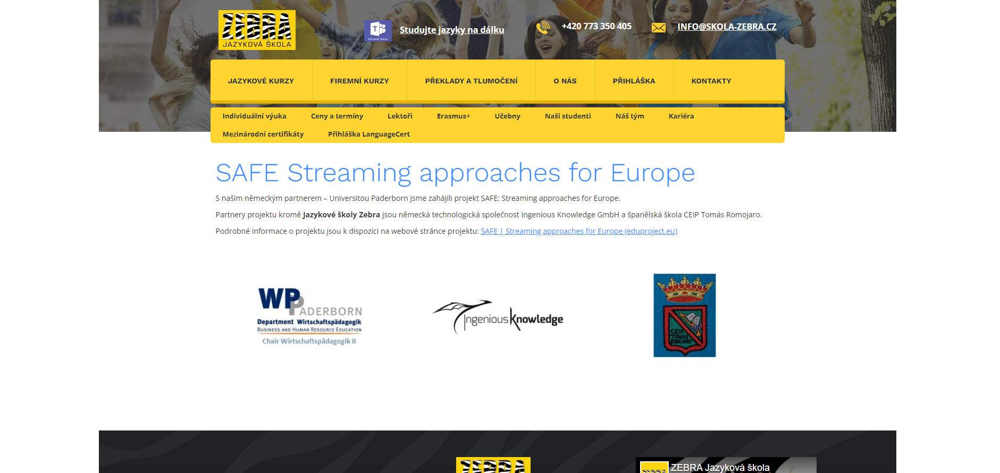 ZEBRA
JAZYKOVÁ ŠKOLA
Microsoft Teams
Studujte jazyky na dálku
+420 773 350 405
INFO@SKOLA-ZEBRA.CZ
JAZYKOVÉ KURZY
FIREMNÍ KURZY
PŘEKLADY A TLUMOČENÍ
O NÁS
PŘIHLÁŠKA
KONTAKTY
Individuální výuka
Ceny a termíny
Lektoři
Erasmus+
Učebny
Naši studenti
Náš tým
Kariéra
Mezinárodní certifikáty
Přihláška LanguageCert
SAFE Streaming approaches for Europe
S naším německým partnerem – Universitou Paderborn jsme zahájili projekt SAFE: Streaming approaches for Europe.
Partnery projektu kromě Jazykové školy Zebra jsou německá technologická společnost Ingenious Knowledge GmbH a španělská škola CEIP Tomás Romojaro.
Podrobné informace o projektu jsou k dispozici na webové stránce projektu: SAFE | Streaming approaches for Europe (eduproject.eu)
WP PADERBORN
Department Wirtschaftspädagogik
BUSINESS AND HUMAN RESOURCE EDUCATION
Chair Wirtschaftspädagogik II
Ingenious Knowledge
C.E.I.P.
"TOMAS
ROMOJARO"
ZEBRA
ZEBRA Jazyková škola